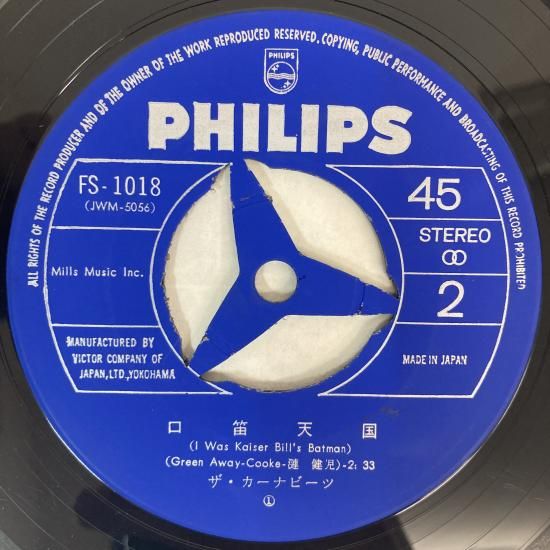 ALL RIGHTS OF THE RECORD PRODUCER AND OF THE OWNER OF THE WORK REPRODUCED RESERVED. COPYING, PUBLIC PERFORMANCE AND BROADCASTING OF THIS RECORD PROHIBITED
PHILIPS
PHILIPS
FS-1018
(JWM-5056)
45
STEREO
Mills Music Inc.
2
MANUFACTURED BY
VICTOR COMPANY OF
JAPAN,LTD.,YOKOHAMA
MADE IN JAPAN
口笛天国
(I Was Kaiser Bill's Batman)
(Green Away-Cooke-漣 健児)-2:33
ザ・カーナビーツ
①